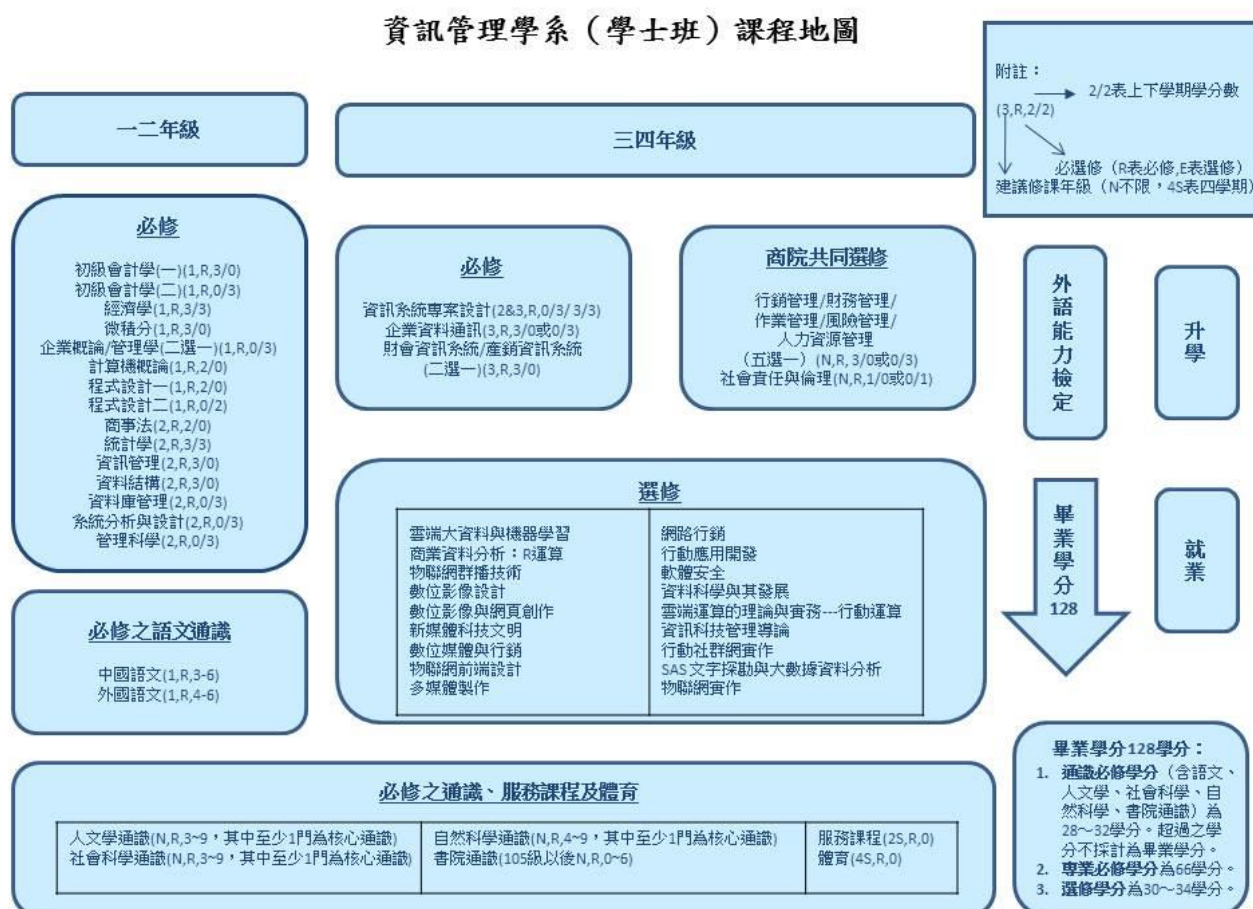 資訊管理學系（學士班）課程地圖
附註：
2/2表上下學期學分數
(3,R,2/2)
必選修（R表必修,E表選修）
建議修課年級（N不限，4S表四學期）
一二年級
三四年級
必修
初級會計學(一)(1,R,3/0)
初級會計學(二)(1,R,0/3)
經濟學(1,R,3/3)
微積分(1,R,3/0)
企業概論/管理學(二選一)(1,R,0/3)
計算機概論(1,R,2/0)
程式設計一(1,R,2/0)
程式設計二(1,R,0/2)
商事法(2,R,2/0)
統計學(2,R,3/3)
資訊管理(2,R,3/0)
資料結構(2,R,3/0)
資料庫管理(2,R,0/3)
系統分析與設計(2,R,0/3)
管理科學(2,R,0/3)
必修
資訊系統專案設計(2&3,R,0/3/ 3/3)
企業資料通訊(3,R,3/0或0/3)
財會資訊系統/產銷資訊系統
(二選一)(3,R,3/0)
商院共同選修
行銷管理/財務管理/
作業管理/風險管理/
人力資源管理
（五選一）(N,R, 3/0或0/3)
社會責任與倫理(N,R,1/0或0/1)
外語能力檢定
升學
選修
雲端大資料與機器學習
商業資料分析：R運算
物聯網群播技術
數位影像設計
數位影像與網頁創作
新媒體科技文明
數位媒體與行銷
物聯網前端設計
多媒體製作
網路行銷
行動應用開發
軟體安全
資料科學與其發展
雲端運算的理論與實務---行動運算
資訊科技管理導論
行動社群網實作
SAS文字探勘與大數據資料分析
物聯網實作
畢業學分
128
就業
必修之語文通識
中國語文(1,R,3-6)
外國語文(1,R,4-6)
必修之通識、服務課程及體育
人文學通識(N,R,3~9，其中至少1門為核心通識)
社會科學通識(N,R,3~9，其中至少1門為核心通識)
自然科學通識(N,R,4~9，其中至少1門為核心通識)
書院通識(105級以後N,R,0~6)
服務課程(2S,R,0)
體育(4S,R,0)
畢業學分128學分：
1. 通識必修學分（含語文、
人文學、社會科學、自
然科學、書院通識）為
28～32學分。超過之學
分不採計為畢業學分。
2. 專業必修學分為66學分。
3. 選修學分為30～34學分。